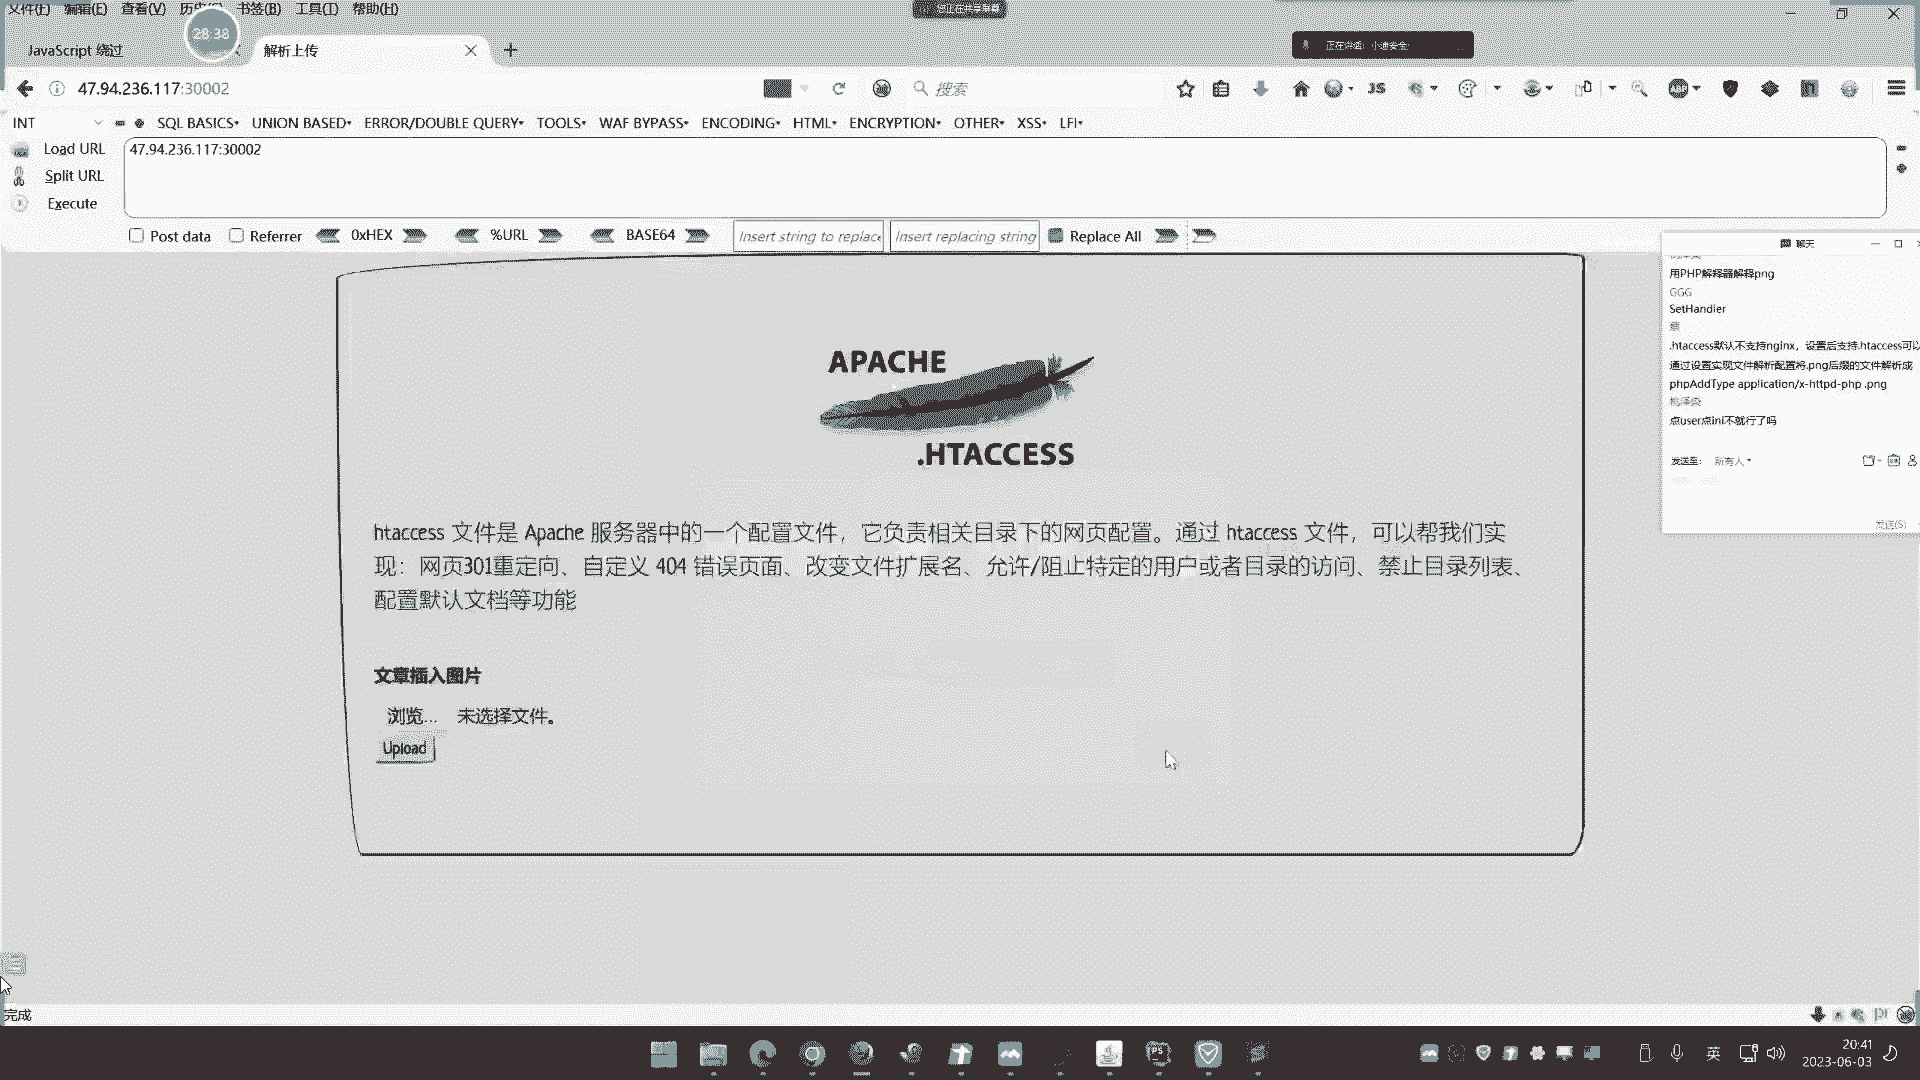 文件(F) 编辑(E) 查看(V) 历史(S) 书签(B) 工具(T) 帮助(H)
28:38
JavaScript 绕过
解析上传
正在讲话: 小迪安全;
47.94.236.117:30002
搜索
JS
ABP
INT
SQL BASICS UNION BASED ERROR/DOUBLE QUERY TOOLS WAF BYPASS ENCODING HTML ENCRYPTION OTHER XSS LFI
Load URL
47.94.236.117:30002
Split URL
Execute
Post data Referrer 0xHEX %URL BASE64 Insert string to replace Insert replacing string Replace All
聊天
用PHP解释器解释png
GGG
SetHandler
.htaccess默认不支持nginx，设置后支持.htaccess可以
通过设置实现文件解析配置将.png后缀的文件解析成
phpAddType application/x-httpd-php .png
点user点ini不就行了吗
发送至: 所有人
发送(S)
APACHE
.HTACCESS
htaccess 文件是 Apache 服务器中的一个配置文件，它负责相关目录下的网页配置。通过 htaccess 文件，可以帮我们实
现：网页301重定向、自定义 404 错误页面、改变文件扩展名、允许/阻止特定的用户或者目录的访问、禁止目录列表、
配置默认文档等功能
文章插入图片
浏览... 未选择文件。
Upload
完成
英
20:41
2023-06-03